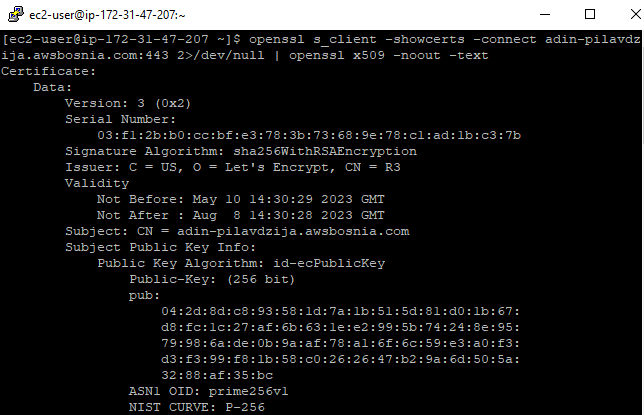 ec2-user@ip-172-31-47-207:~
[ec2-user@ip-172-31-47-207 ~]$ openssl s_client -showcerts -connect adin-pilavdz
ija.awsbosnia.com:443 2>/dev/null | openssl x509 -noout -text
Certificate:
Data:
Version: 3 (0x2)
Serial Number:
03:f1:2b:b0:cc:bf:e3:78:3b:73:68:9e:78:c1:ad:1b:c3:7b
Signature Algorithm: sha256WithRSAEncryption
Issuer: C = US, O = Let's Encrypt, CN = R3
Validity
Not Before: May 10 14:30:29 2023 GMT
Not After : Aug  8 14:30:28 2023 GMT
Subject: CN = adin-pilavdzija.awsbosnia.com
Subject Public Key Info:
Public Key Algorithm: id-ecPublicKey
Public-Key: (256 bit)
pub:
04:2d:8d:c8:93:58:1d:7a:1b:51:5d:81:d0:1b:67:
d8:fc:1c:27:af:6b:63:1e:e2:99:5b:74:24:8e:95:
79:98:6a:de:0b:9a:af:78:a1:6f:6c:59:e3:a0:f3:
d3:f3:99:f8:1b:58:c0:26:26:47:b2:9a:6d:50:5a:
32:88:af:35:bc
ASN1 OID: prime256v1
NIST CURVE: P-256